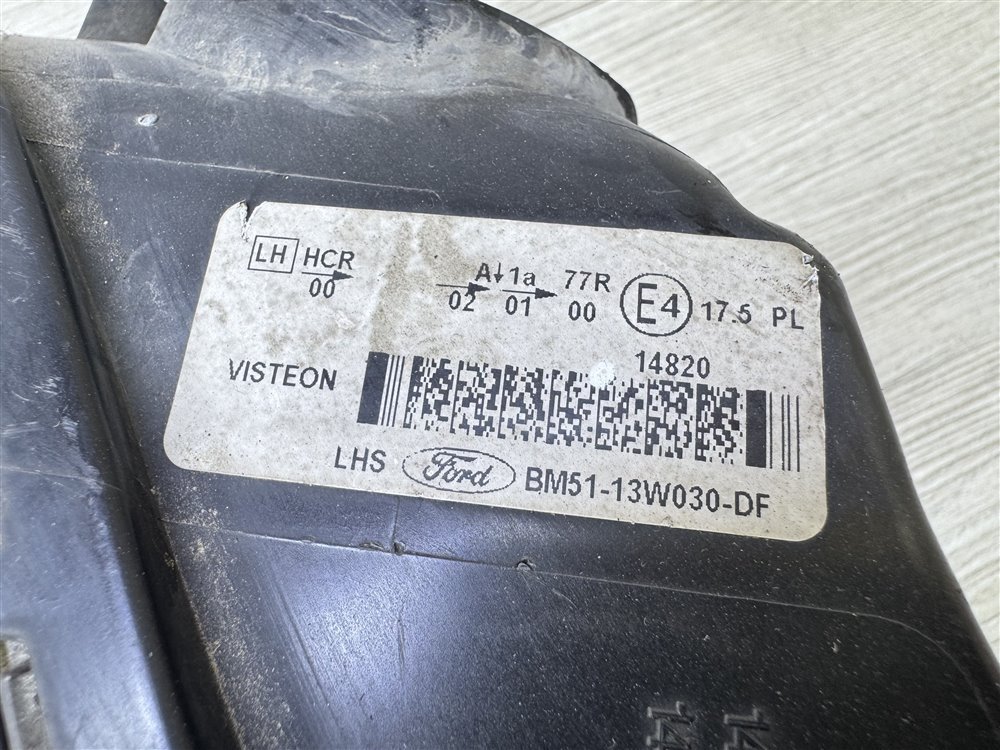 LH HCR A↓1a 77R E4 17.5 PL
00 02 01 00
14820
VISTEON
LHS Ford BM51-13W030-DF